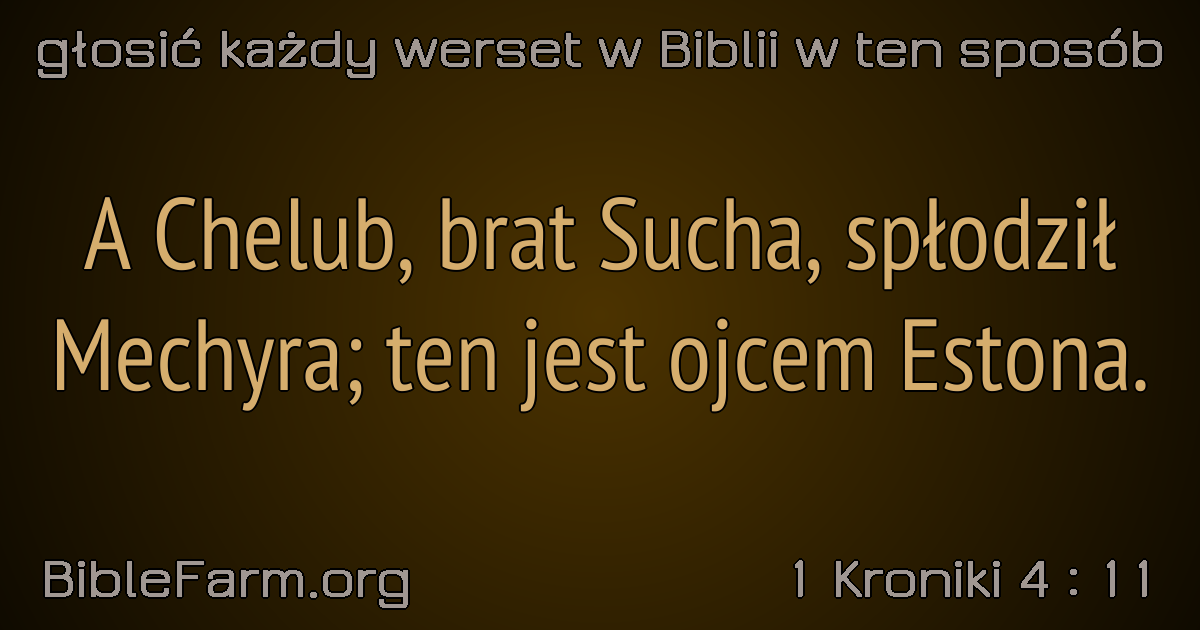 głosić każdy werset w Biblii w ten sposób
A Chelub, brat Sucha, spłodził
Mechyra; ten jest ojcem Estona.
BibleFarm.org
1 Kroniki 4 : 11